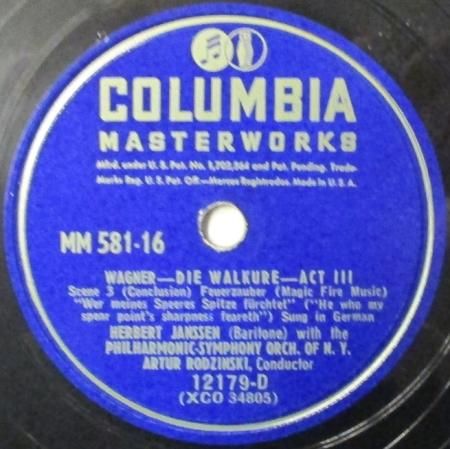 COLUMBIA
MASTERWORKS
Mfrd. under U. S. Pat. No. 1,702,564 and Pat. Pending. Trade-
Marks Reg. U. S. Pat. Off.—Marcas Registradas. Made in U. S. A.
MM 581-16
WAGNER—DIE WALKURE—ACT III
Scene 3 (Conclusion) Feuerzauber (Magic Fire Music)
"Wer meines Speeres Spitze fürchtet" ("He who my
spear point's sharpness feareth") Sung in German
HERBERT JANSSEN (Baritone) with the
PHILHARMONIC-SYMPHONY ORCH. OF N. Y.
ARTUR RODZINSKI, Conductor
12179-D
(XCO 34805)